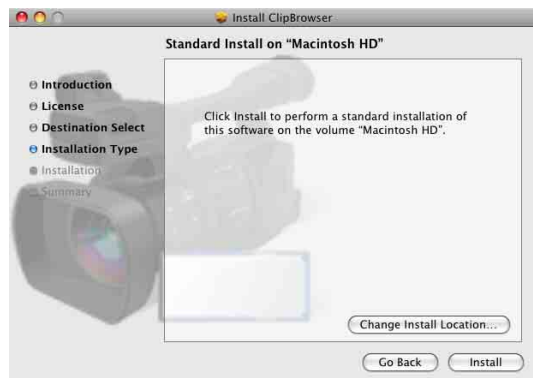 Install ClipBrowser
Standard Install on “Macintosh HD”
Introduction
License
Destination Select
Installation Type
Installation
Summary
Click Install to perform a standard installation of
this software on the volume “Macintosh HD”.
Change Install Location...
Go Back
Install